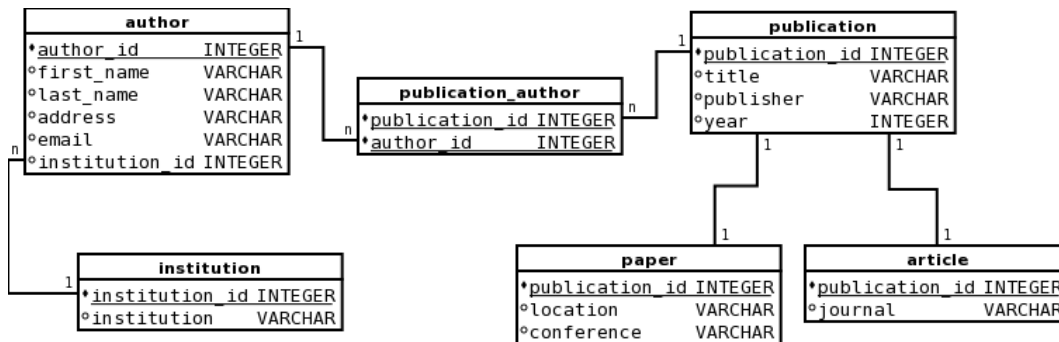 author
author_id INTEGER
first_name VARCHAR
last_name VARCHAR
address VARCHAR
email VARCHAR
institution_id INTEGER
1
n
n
publication_author
publication_id INTEGER
author_id INTEGER
n
1
publication
publication_id INTEGER
title VARCHAR
publisher VARCHAR
year INTEGER
1
1
1
institution
institution_id INTEGER
institution VARCHAR
1
paper
publication_id INTEGER
location VARCHAR
conference VARCHAR
1
article
publication_id INTEGER
journal VARCHAR